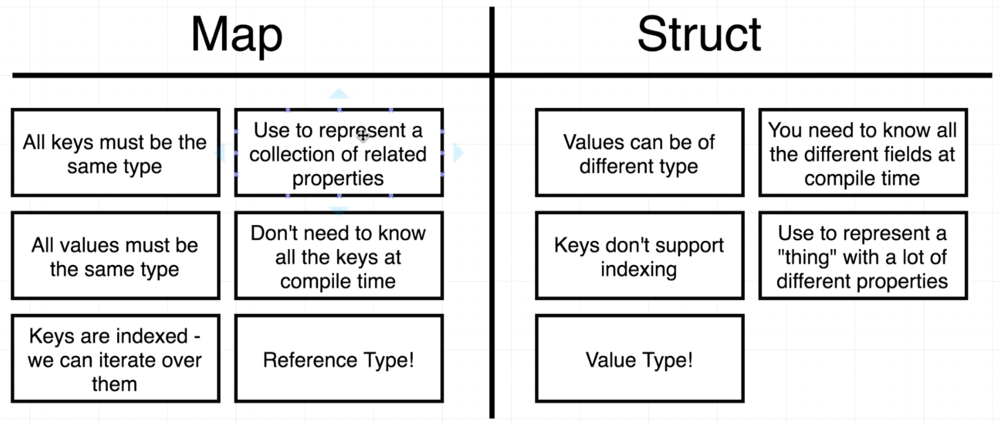 Map
Struct
All keys must be the
same type
Use to represent a
collection of related
properties
Values can be of
different type
You need to know all
the different fields at
compile time
All values must be
the same type
Don't need to know
all the keys at
compile time
Keys don't support
indexing
Use to represent a
"thing" with a lot of
different properties
Keys are indexed -
we can iterate over
them
Reference Type!
Value Type!